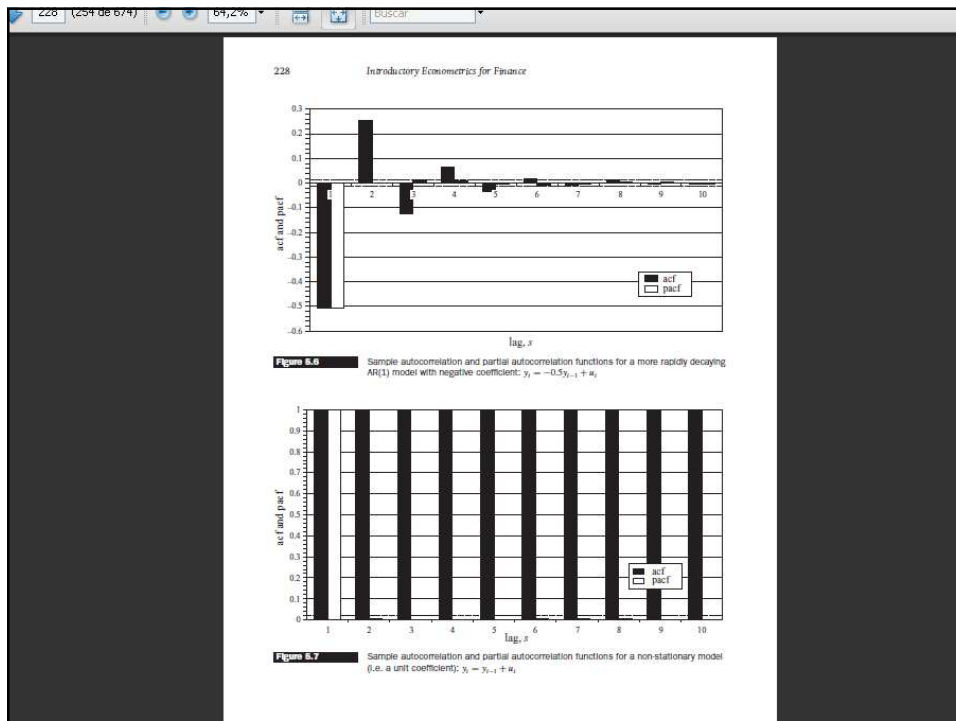 228 (254 de 674) 64,2% Buscar
228 Introductory Econometrics for Finance
0.3
0.2
0.1
0
−0.1
−0.2
−0.3
−0.4
−0.5
−0.6
acf and pacf
1 2 3 4 5 6 7 8 9 10
acf
pacf
lag, s
Figure 5.6 Sample autocorrelation and partial autocorrelation functions for a more rapidly decaying
AR(1) model with negative coefficient: yt = −0.5yt−1 + ut
1
0.9
0.8
0.7
0.6
0.5
0.4
0.3
0.2
0.1
0
acf and pacf
acf
pacf
1 2 3 4 5 6 7 8 9 10
lag, s
Figure 5.7 Sample autocorrelation and partial autocorrelation functions for a non-stationary model
(i.e. a unit coefficient): yt = yt−1 + ut